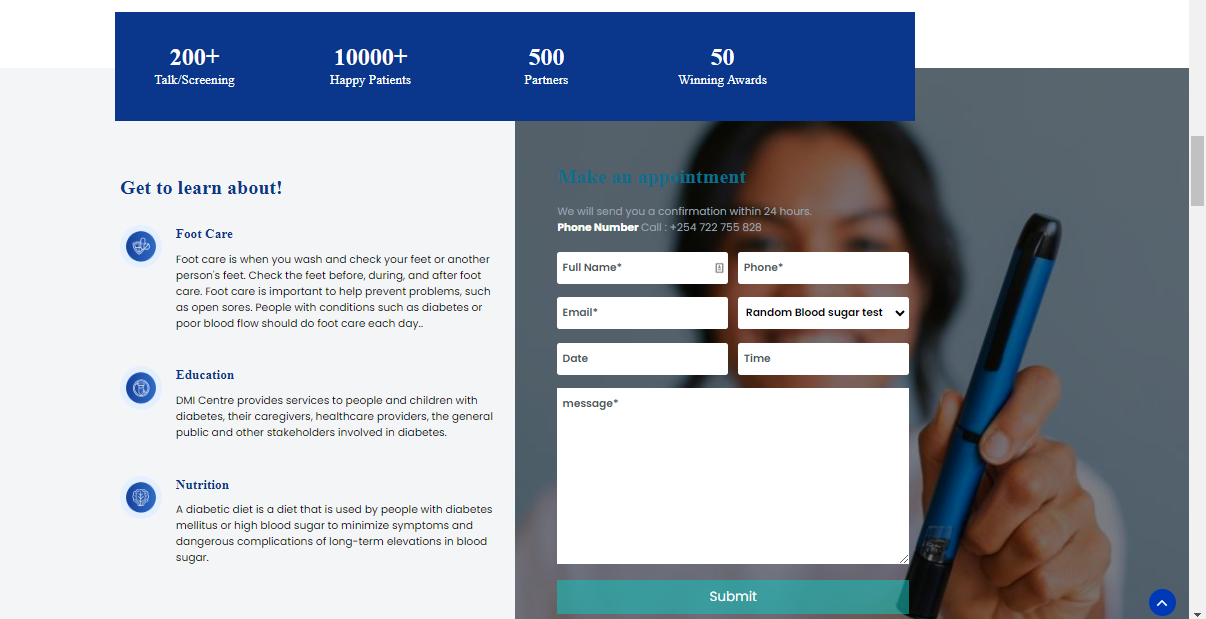 200+
Talk/Screening
10000+
Happy Patients
500
Partners
50
Winning Awards
Get to learn about!
Foot Care
Foot care is when you wash and check your feet or another
person's feet. Check the feet before, during, and after foot
care. Foot care is important to help prevent problems, such
as open sores. People with conditions such as diabetes or
poor blood flow should do foot care each day..
Education
DMI Centre provides services to people and children with
diabetes, their caregivers, healthcare providers, the general
public and other stakeholders involved in diabetes.
Nutrition
A diabetic diet is a diet that is used by people with diabetes
mellitus or high blood sugar to minimize symptoms and
dangerous complications of long-term elevations in blood
sugar.
Make an appointment
We will send you a confirmation within 24 hours.
Phone Number Call : +254 722 755 828
Full Name*
Phone*
Email*
Random Blood sugar test
Date
Time
message*
Submit